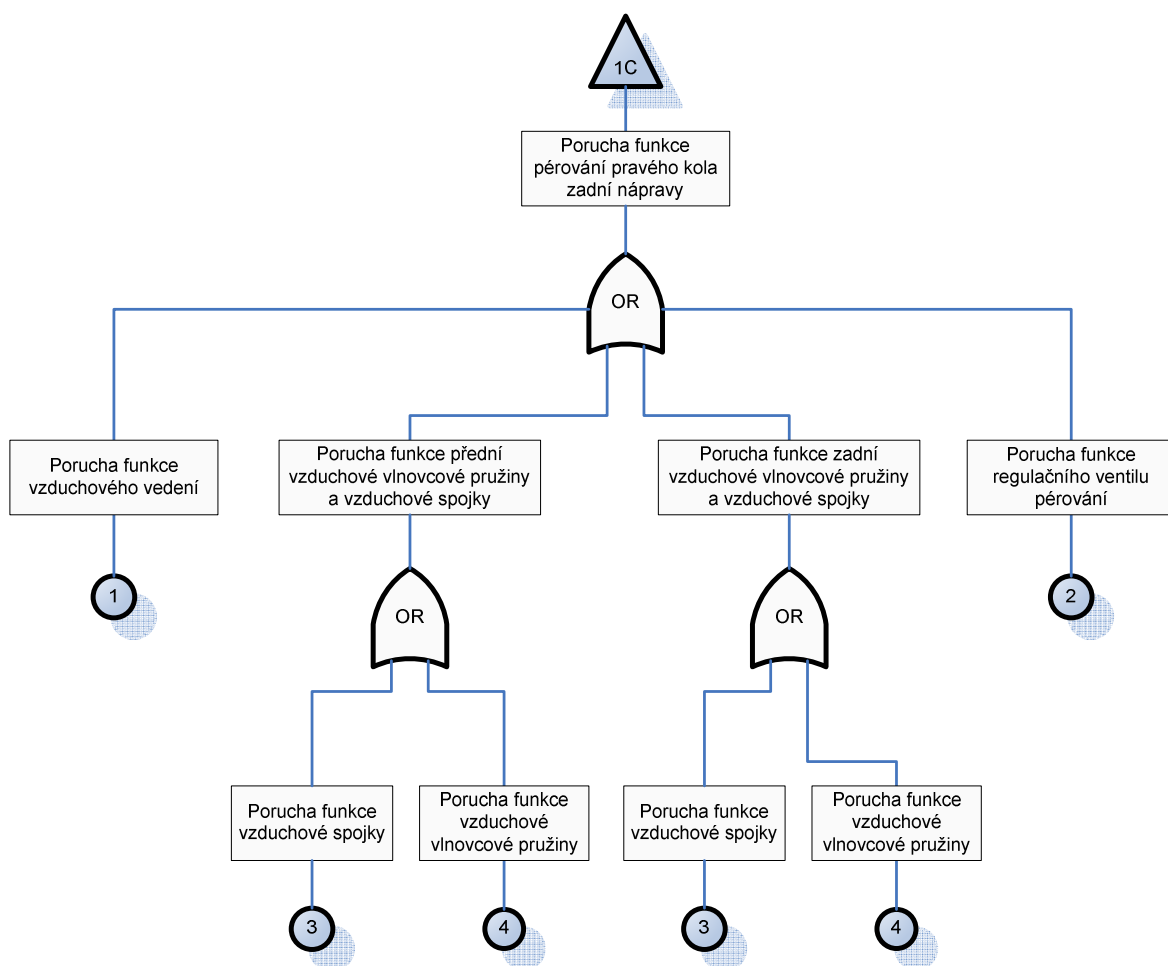 1C
Porucha funkce
pérování pravého kola
zadní nápravy
OR
Porucha funkce
vzduchového vedení
Porucha funkce přední
vzduchové vlnovcové pružiny
a vzduchové spojky
Porucha funkce zadní
vzduchové vlnovcové pružiny
a vzduchové spojky
Porucha funkce
regulačního ventilu
pérování
1
OR
OR
2
Porucha funkce
vzduchové spojky
Porucha funkce
vzduchové
vlnovcové pružiny
Porucha funkce
vzduchové spojky
Porucha funkce
vzduchové
vlnovcové pružiny
3
4
3
4